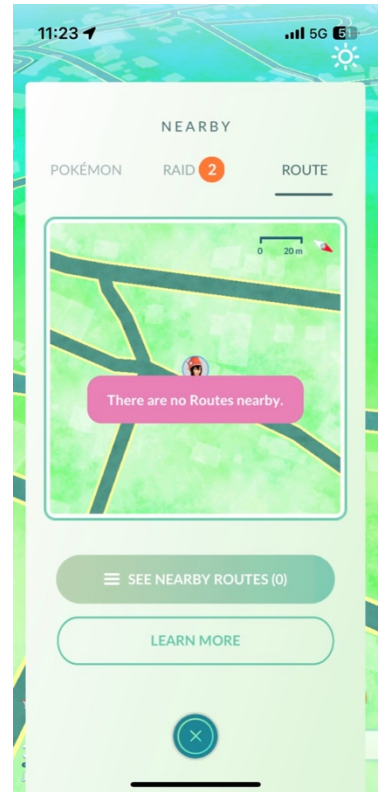 11:23
5G 51
NEARBY
POKÉMON RAID 2 ROUTE
0 20 m
There are no Routes nearby.
SEE NEARBY ROUTES (0)
LEARN MORE